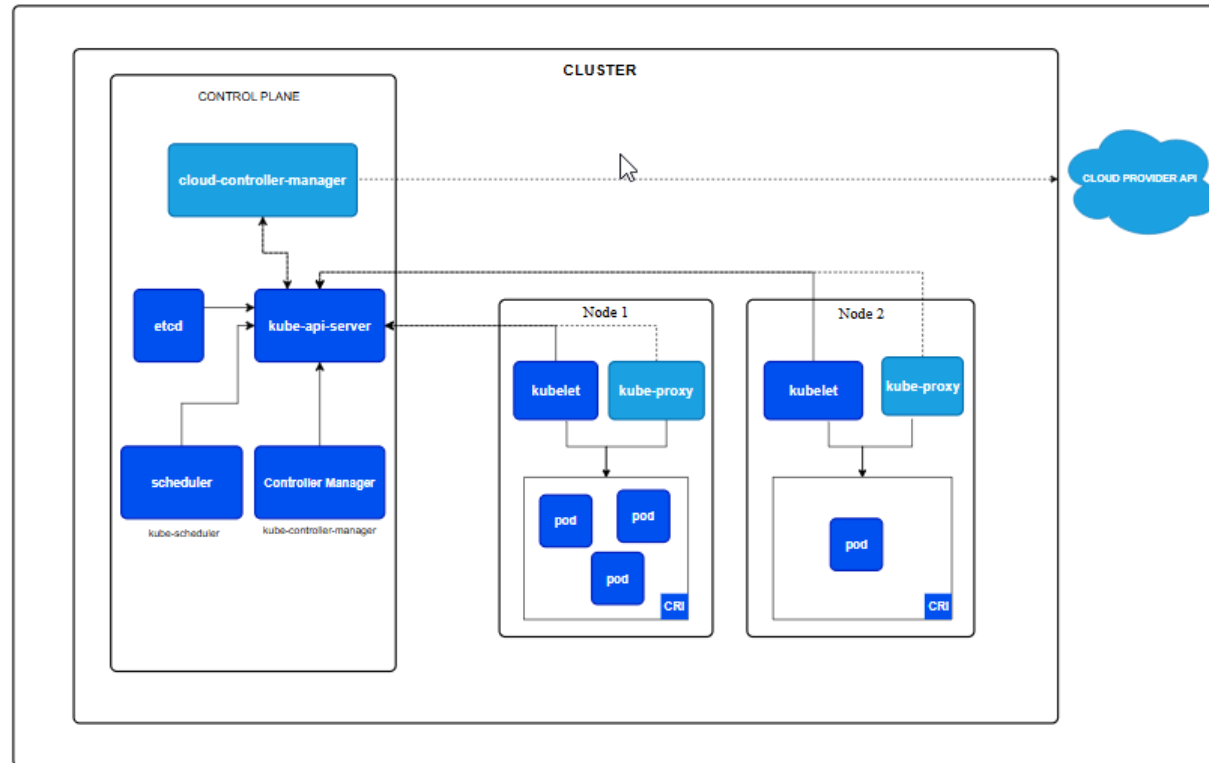 CLUSTER
CONTROL PLANE
cloud-controller-manager
CLOUD PROVIDER API
etcd
kube-api-server
scheduler
kube-scheduler
Controller Manager
kube-controller-manager
Node 1
kubelet
kube-proxy
pod
pod
pod
CRI
Node 2
kubelet
kube-proxy
pod
CRI